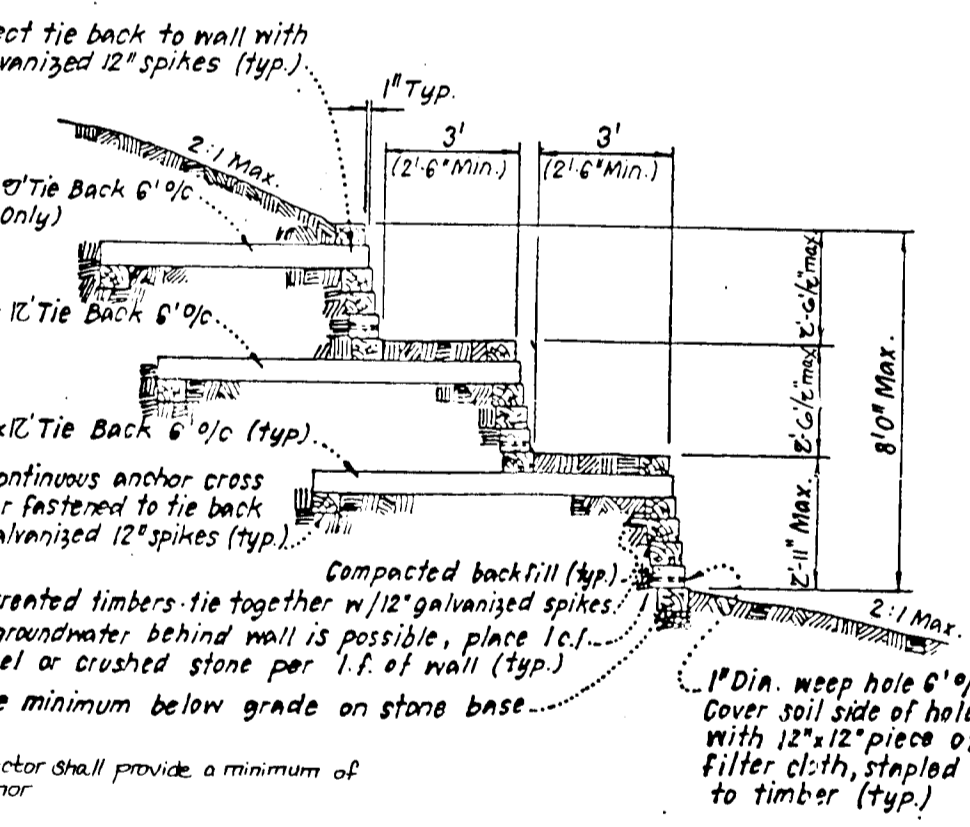 ect tie back to wall with
vanized 12" spikes (typ.)
1" Typ.
3'
(2'-6" Min.)
3'
(2'-6" Min.)
2:1 Max.
Tie Back 6' o/c
Only)
12' Tie Back 6' o/c
2'-6 1/2" max
2'-6 1/2" max
8'0" Max.
2'-11" Max.
x12' Tie Back 6' o/c (typ)
continuous anchor cross
r fastened to tie back
alvanized 12" spikes (typ.)
Compacted backfill (typ.)
reated timbers-tie together w/12" galvanized spikes.
groundwater behind wall is possible, place 1 c.f.
el or crushed stone per l.f. of wall (typ.)
e minimum below grade on stone base
2:1 Max.
1" Dia. weep hole 6' o/
Cover soil side of hol
with 12"x12" piece o
filter cloth, stapled
to timber (typ.)
ctor shall provide a minimum of
hor